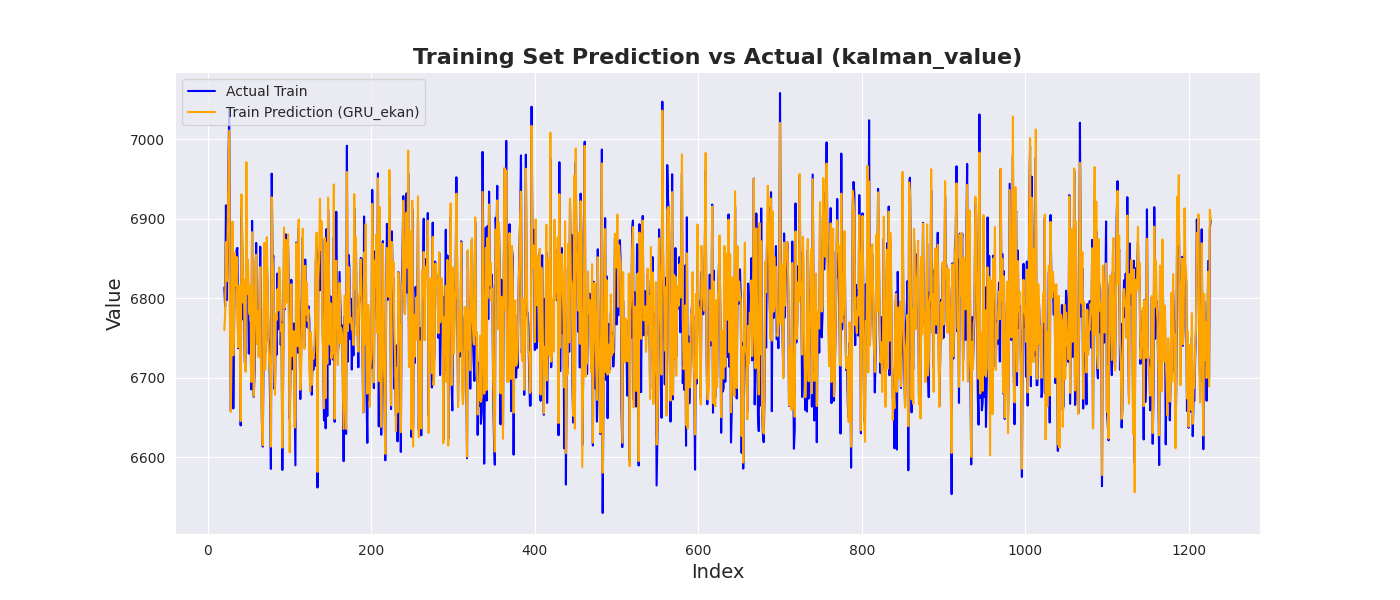 Training Set Prediction vs Actual (kalman_value)
Actual Train
Train Prediction (GRU_ekan)
Value
7000
6900
6800
6700
6600
0 200 400 600 800 1000 1200
Index